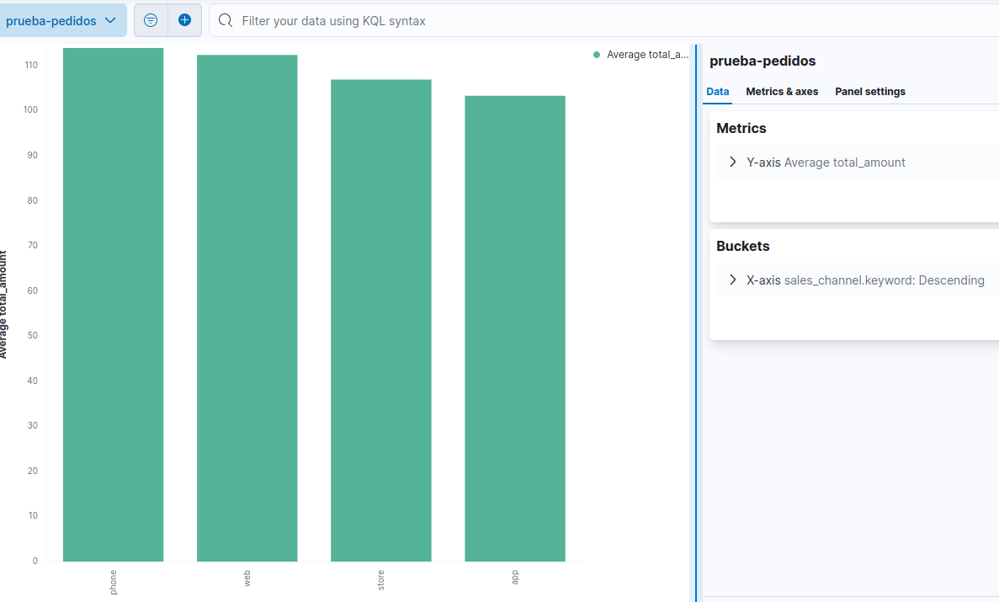 prueba-pedidos
Filter your data using KQL syntax
110
100
90
80
70
60
50
40
30
20
10
0
Average total_amount
phone
web
store
app
Average total_a...
prueba-pedidos
Data Metrics & axes Panel settings
Metrics
Y-axis Average total_amount
Buckets
X-axis sales_channel.keyword: Descending